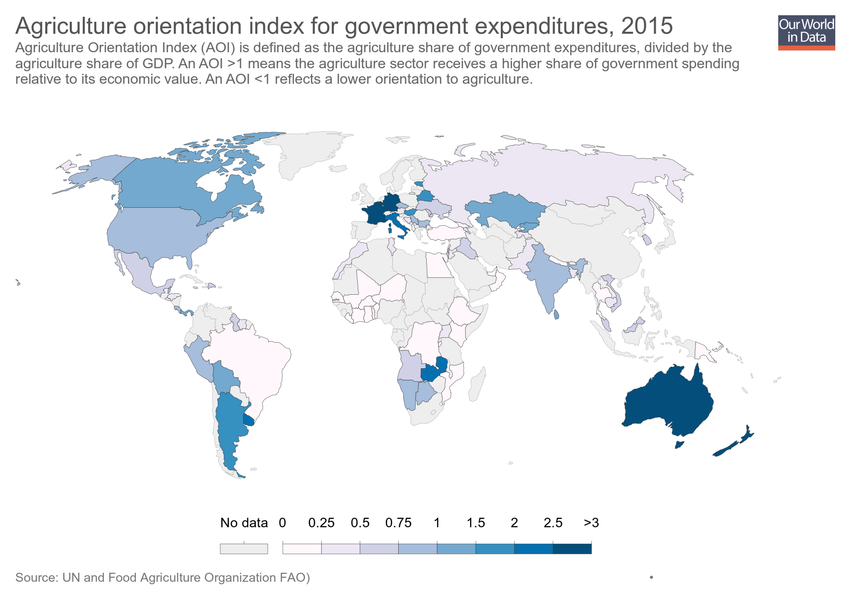 Agriculture orientation index for government expenditures, 2015
Our World
in Data
Agriculture Orientation Index (AOI) is defined as the agriculture share of government expenditures, divided by the
agriculture share of GDP. An AOI >1 means the agriculture sector receives a higher share of government spending
relative to its economic value. An AOI <1 reflects a lower orientation to agriculture.
No data 0 0.25 0.5 0.75 1 1.5 2 2.5 >3
Source: UN and Food Agriculture Organization FAO)